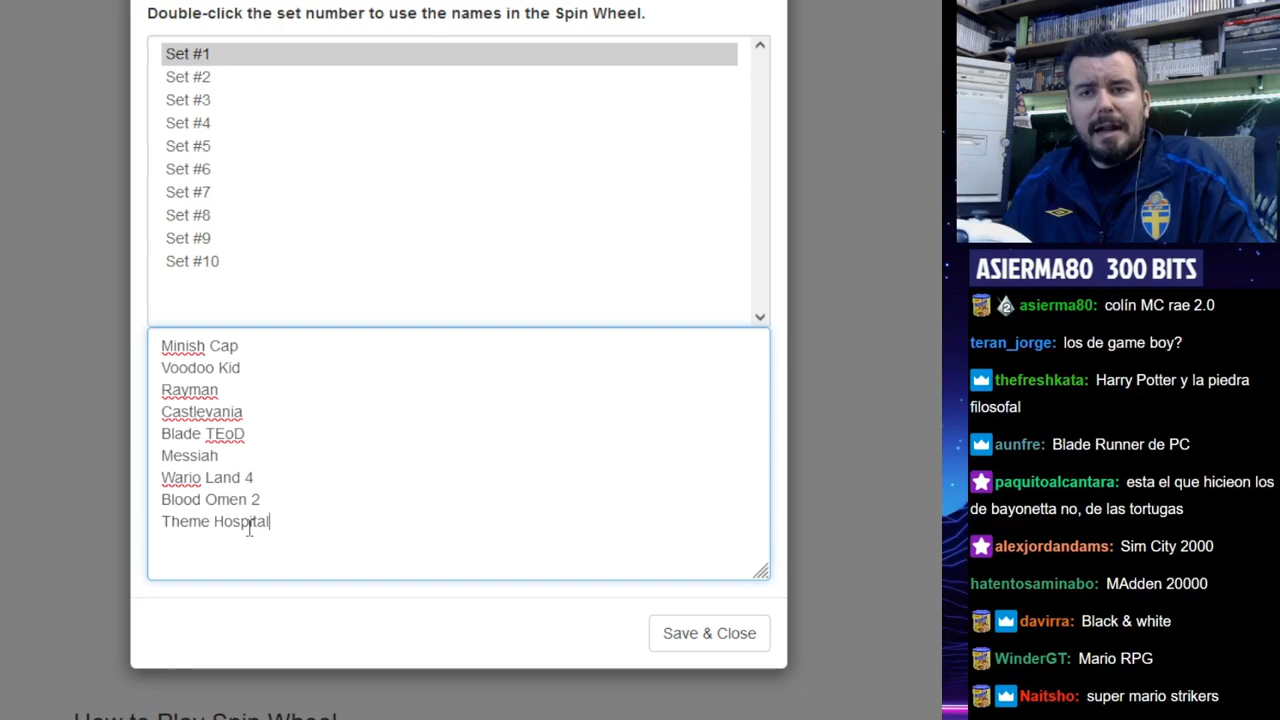 Double-click the set number to use the names in the Spin Wheel.
Set #1
Set #2
Set #3
Set #4
Set #5
Set #6
Set #7
Set #8
Set #9
Set #10
Minish Cap
Voodoo Kid
Rayman
Castlevania
Blade TEoD
Messiah
Wario Land 4
Blood Omen 2
Theme Hospital
Save & Close
How to Play Spin Wheel
ASIERMA80 300 BITS
asierma80: colín MC rae 2.0
teran_jorge: los de game boy?
thefreshkata: Harry Potter y la piedra
filosofal
aunfre: Blade Runner de PC
paquitoalcantara: esta el que hicieon los
de bayonetta no, de las tortugas
alexjordandams: Sim City 2000
hatentosaminabo: MAdden 20000
davirra: Black & white
WinderGT: Mario RPG
Naitsho: super mario strikers